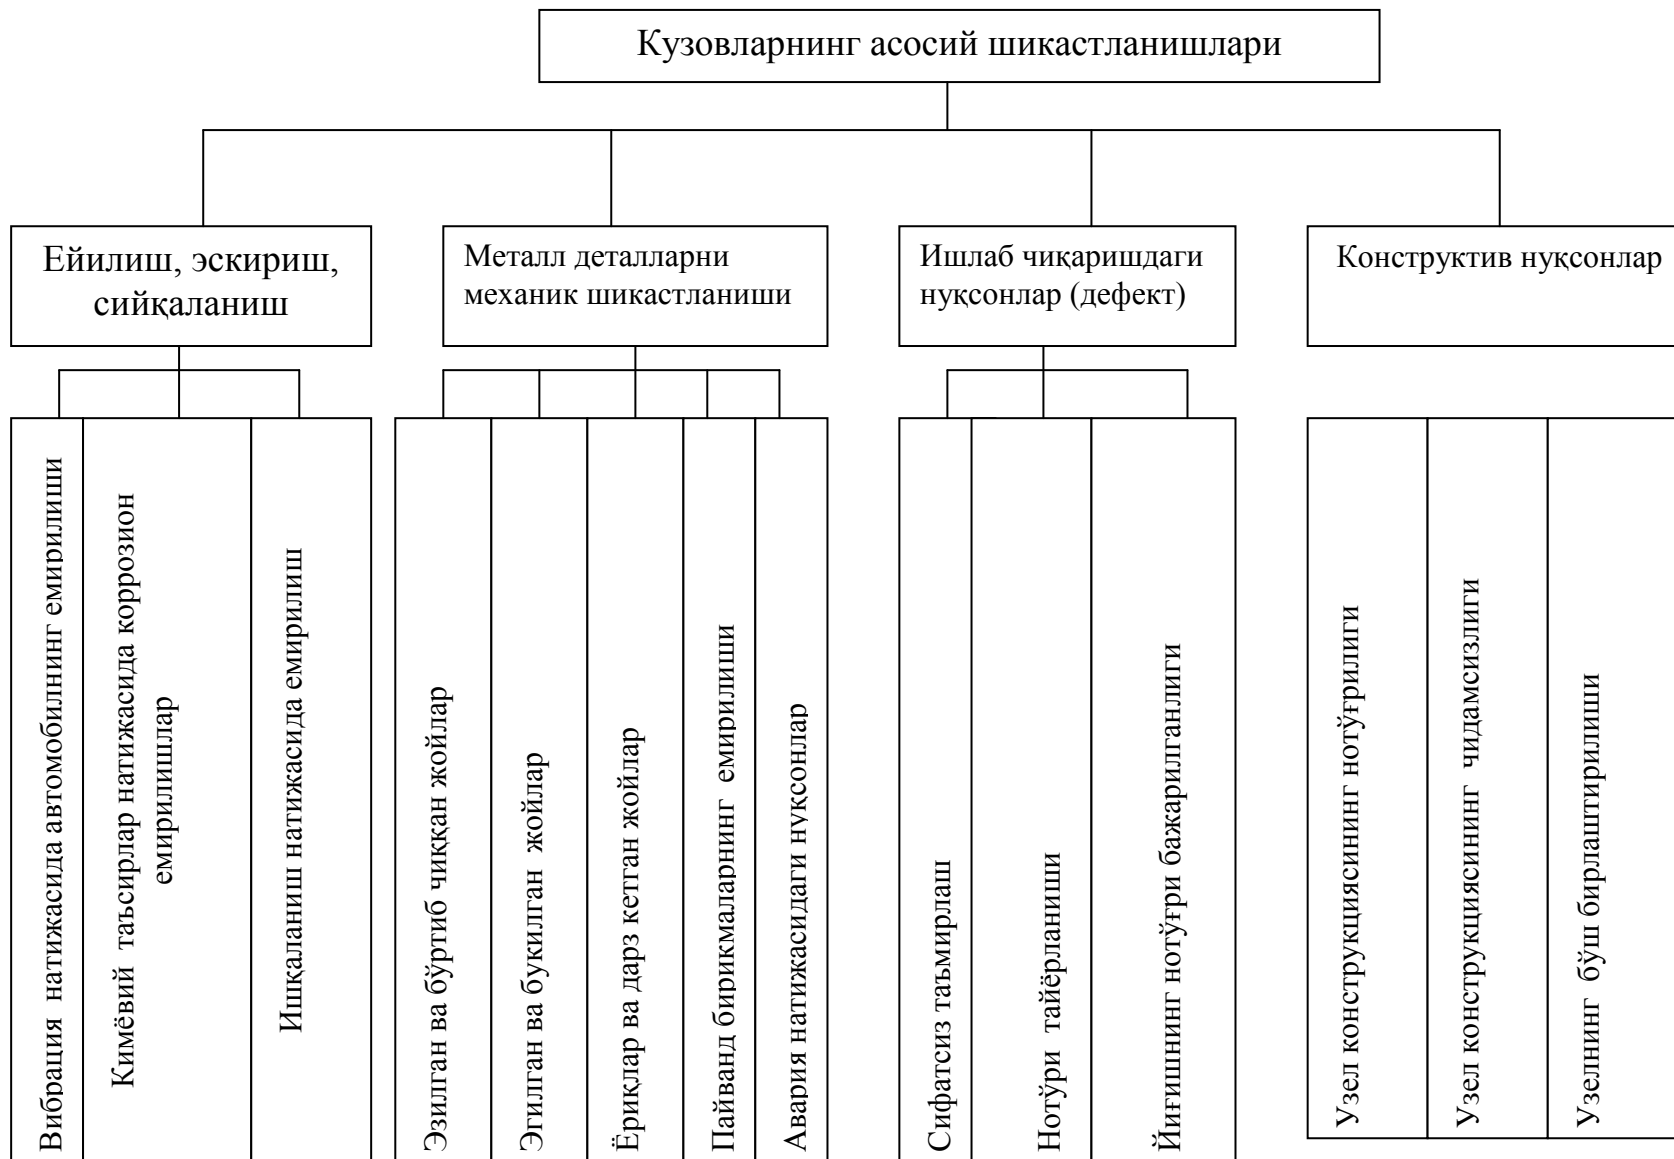 Кузовларнинг асосий шикастланишлари
Ейилиш, эскириш,
сийқаланиш
Металл деталларни
механик шикастланиши
Ишлаб чиқаришдаги
нуқсонлар (дефект)
Конструктив нуқсонлар
Вибрация натижасида автомобилнинг емирилиши
Кимёвий таъсирлар натижасида коррозион
емирилишлар
Ишқаланиш натижасида емирилиш
Эзилган ва бўртиб чиққан жойлар
Эгилган ва букилган жойлар
Ёриқлар ва дарз кетган жойлар
Пайванд бирикмаларнинг емирилиши
Авария натижасидаги нуқсонлар
Сифатсиз таъмирлаш
Нотўри тайёрланиши
Йиғишнинг нотўғри бажарилганлиги
Узел конструкциясининг нотўғрилиги
Узел конструкциясининг чидамсизлиги
Узелнинг бўш бирлаштирилиши